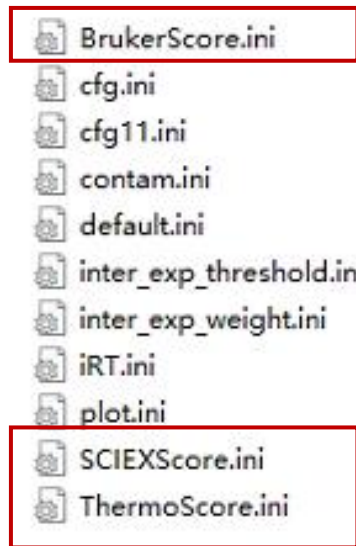 BrukerScore.ini
cfg.ini
cfg11.ini
contam.ini
default.ini
inter_exp_threshold.in
inter_exp_weight.ini
iRT.ini
plot.ini
SCIEXScore.ini
ThermoScore.ini